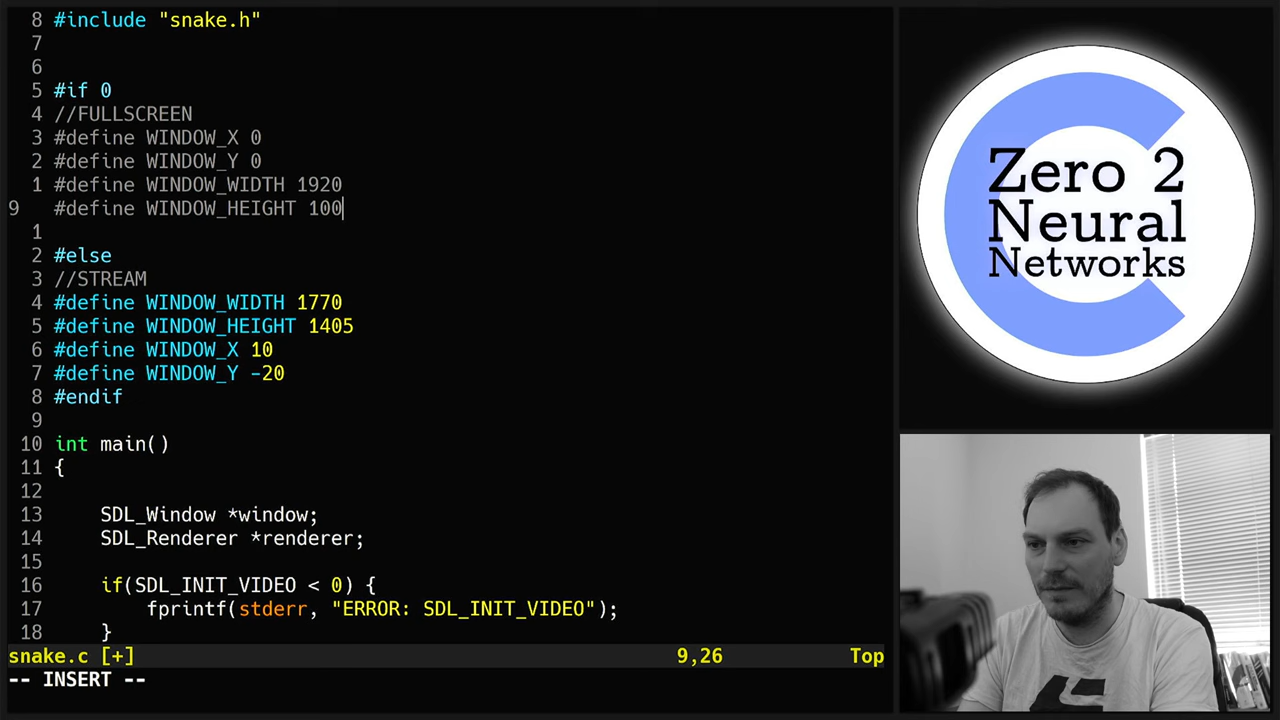 8 #include "snake.h"
7
6
5 #if 0
4 //FULLSCREEN
3 #define WINDOW_X 0
2 #define WINDOW_Y 0
1 #define WINDOW_WIDTH 1920
9 #define WINDOW_HEIGHT 100
1
2 #else
3 //STREAM
4 #define WINDOW_WIDTH 1770
5 #define WINDOW_HEIGHT 1405
6 #define WINDOW_X 10
7 #define WINDOW_Y -20
8 #endif
9
10 int main()
11 {
12
13     SDL_Window *window;
14     SDL_Renderer *renderer;
15
16     if(SDL_INIT_VIDEO < 0) {
17         fprintf(stderr, "ERROR: SDL_INIT_VIDEO");
18     }
snake.c [+] 9,26 Top
-- INSERT --
Zero 2
Neural
Networks